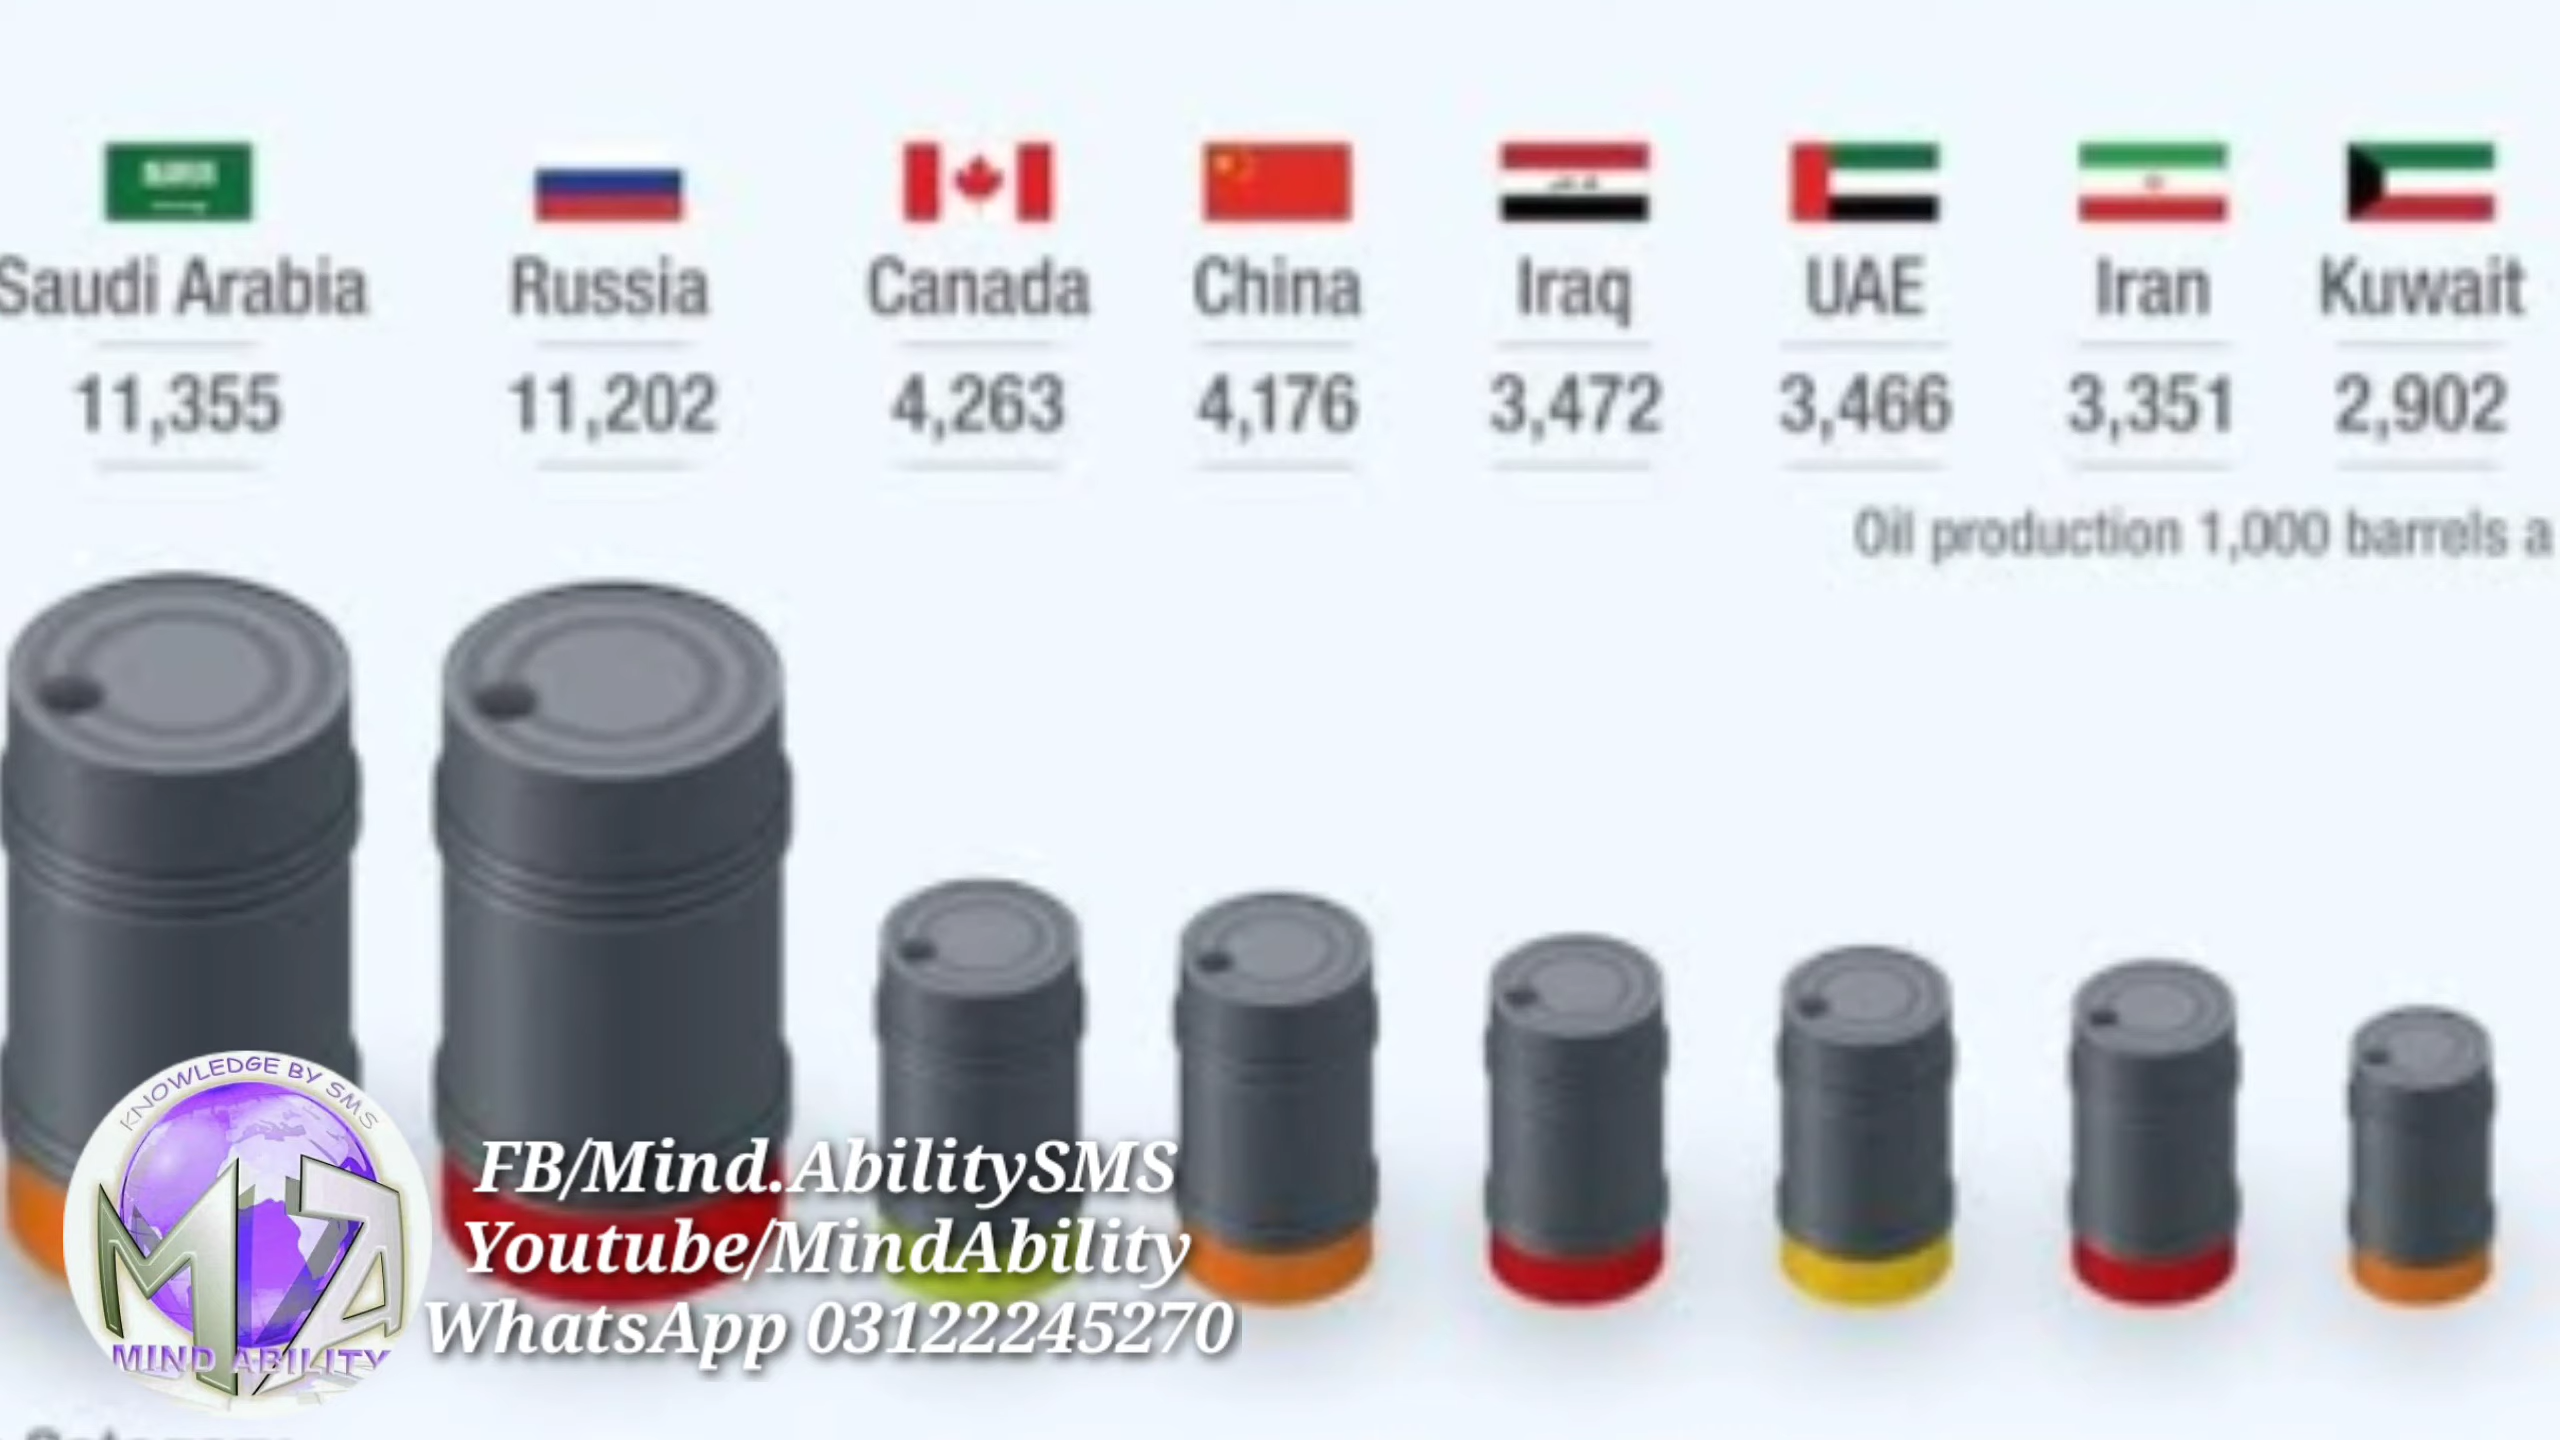 Saudi Arabia Russia Canada China Iraq UAE Iran Kuwait
11,355 11,202 4,263 4,176 3,472 3,466 3,351 2,902
Oil production 1,000 barrels a
KNOWLEDGE BY SMS
MA
MIND ABILITY
FB/Mind.AbilitySMS
Youtube/MindAbility
WhatsApp 03122245270